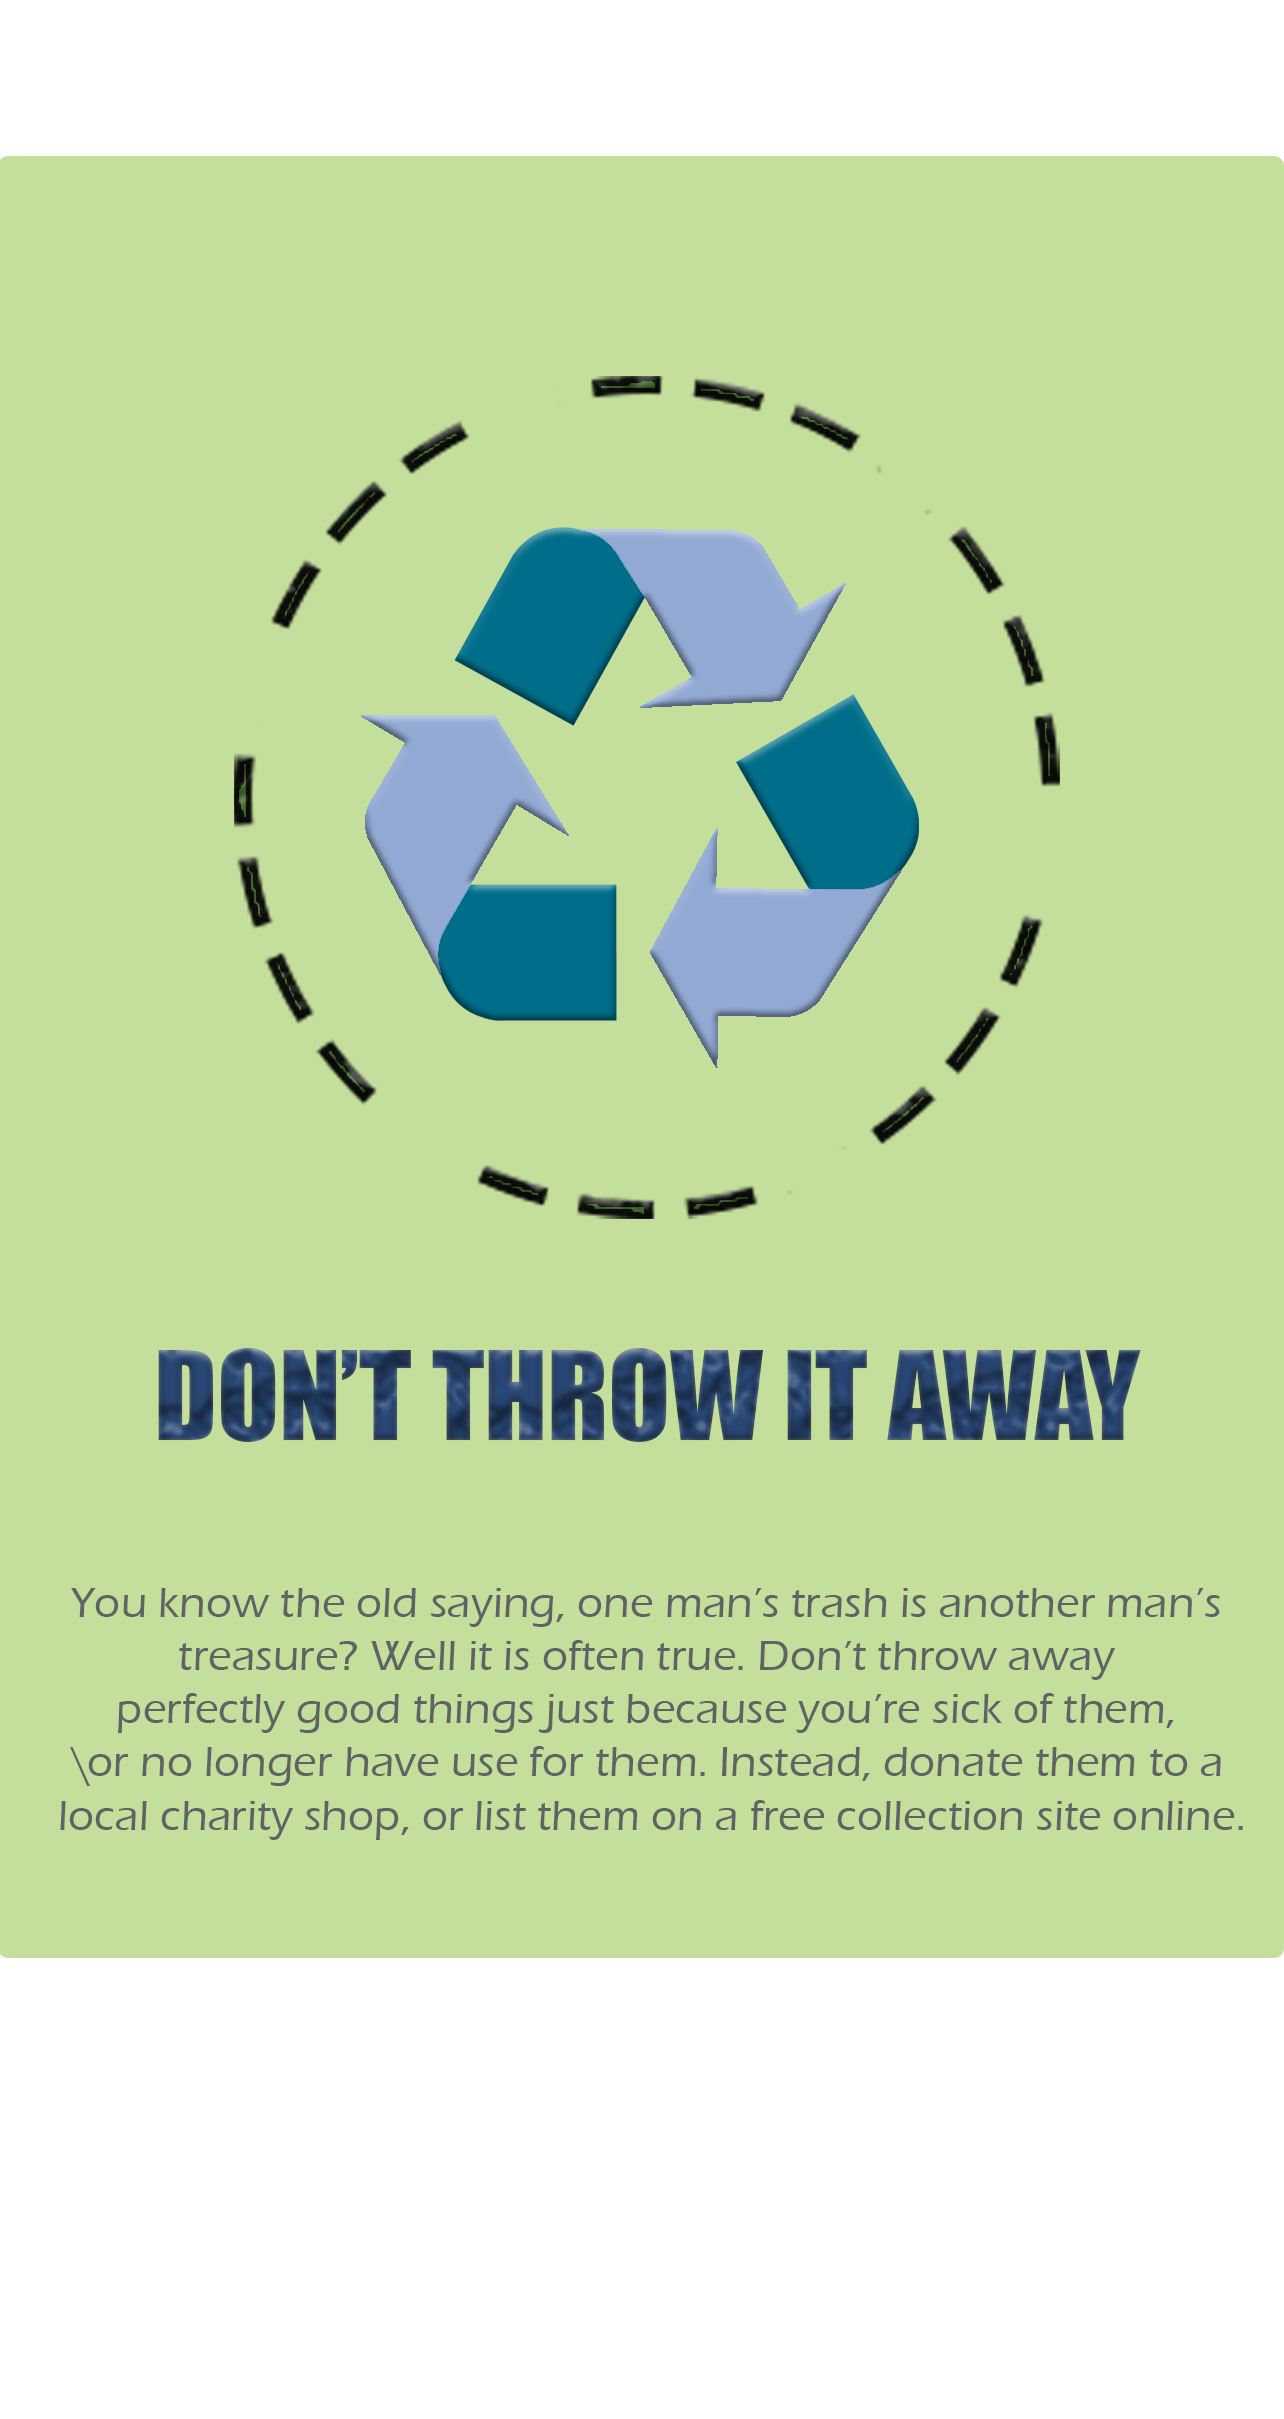 DON’T THROW IT AWAY
You know the old saying, one man’s trash is another man’s
treasure? Well it is often true. Don’t throw away
perfectly good things just because you’re sick of them,
\or no longer have use for them. Instead, donate them to a
local charity shop, or list them on a free collection site online.